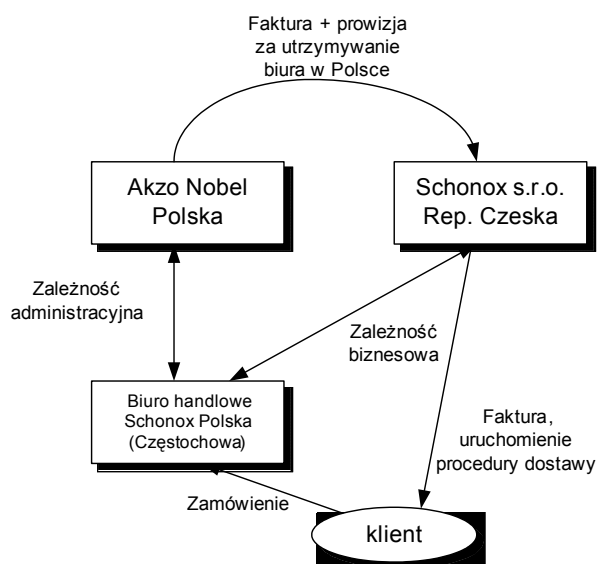 Faktura + prowizja
za utrzymywanie
biura w Polsce
Akzo Nobel
Polska
Schonox s.r.o.
Rep. Czeska
Zależność
administracyjna
Zależność
biznesowa
Biuro handlowe
Schonox Polska
(Częstochowa)
Faktura,
uruchomienie
procedury dostawy
Zamówienie
klient